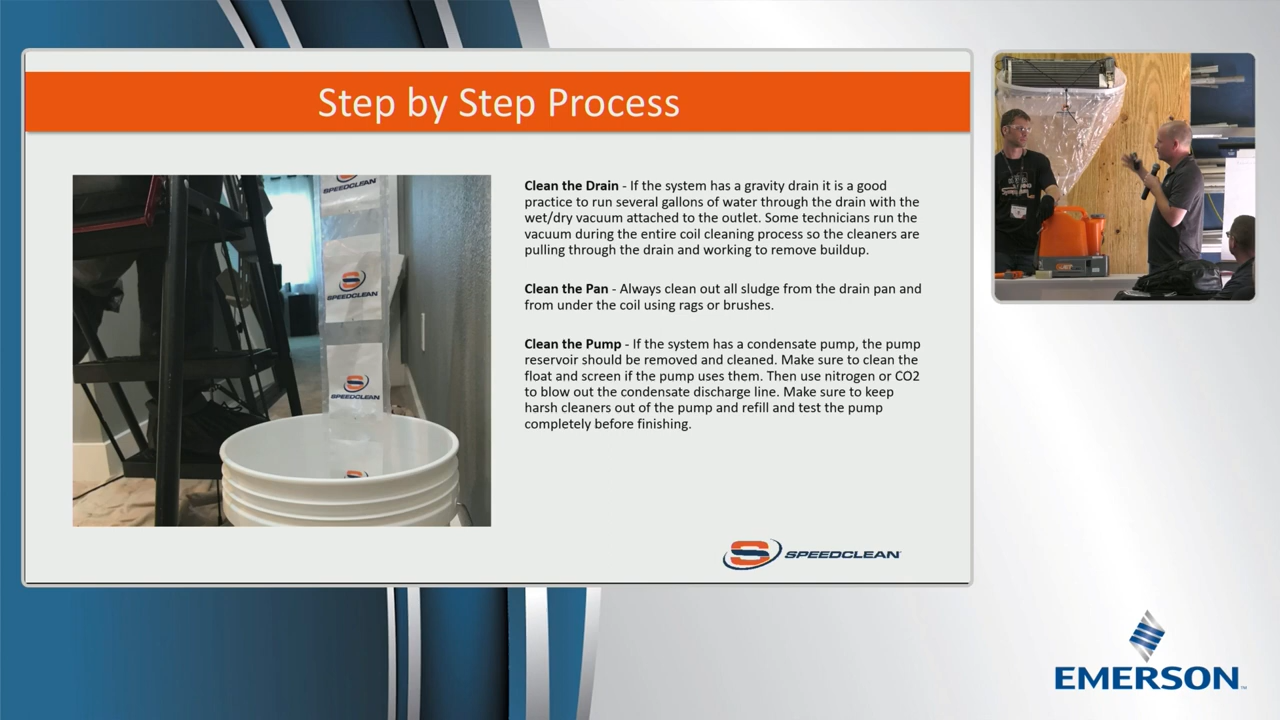 Step by Step Process
SPEEDCLEAN
SPEEDCLEAN
SPEEDCLEAN
Clean the Drain - If the system has a gravity drain it is a good
practice to run several gallons of water through the drain with the
wet/dry vacuum attached to the outlet. Some technicians run the
vacuum during the entire coil cleaning process so the cleaners are
pulling through the drain and working to remove buildup.
Clean the Pan - Always clean out all sludge from the drain pan and
from under the coil using rags or brushes.
Clean the Pump - If the system has a condensate pump, the pump
reservoir should be removed and cleaned. Make sure to clean the
float and screen if the pump uses them. Then use nitrogen or CO2
to blow out the condensate discharge line. Make sure to keep
harsh cleaners out of the pump and refill and test the pump
completely before finishing.
SPEEDCLEAN
EMERSON